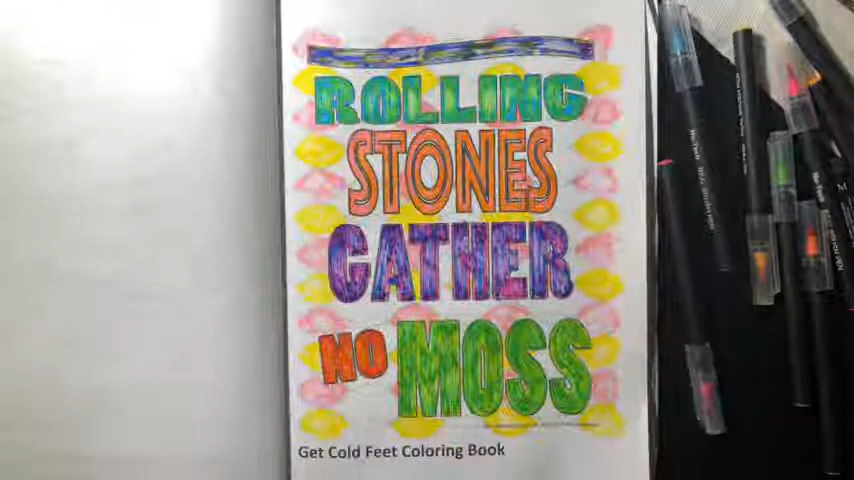 ROLLING
STONES
GATHER
NO MOSS
Get Cold Feet Coloring Book